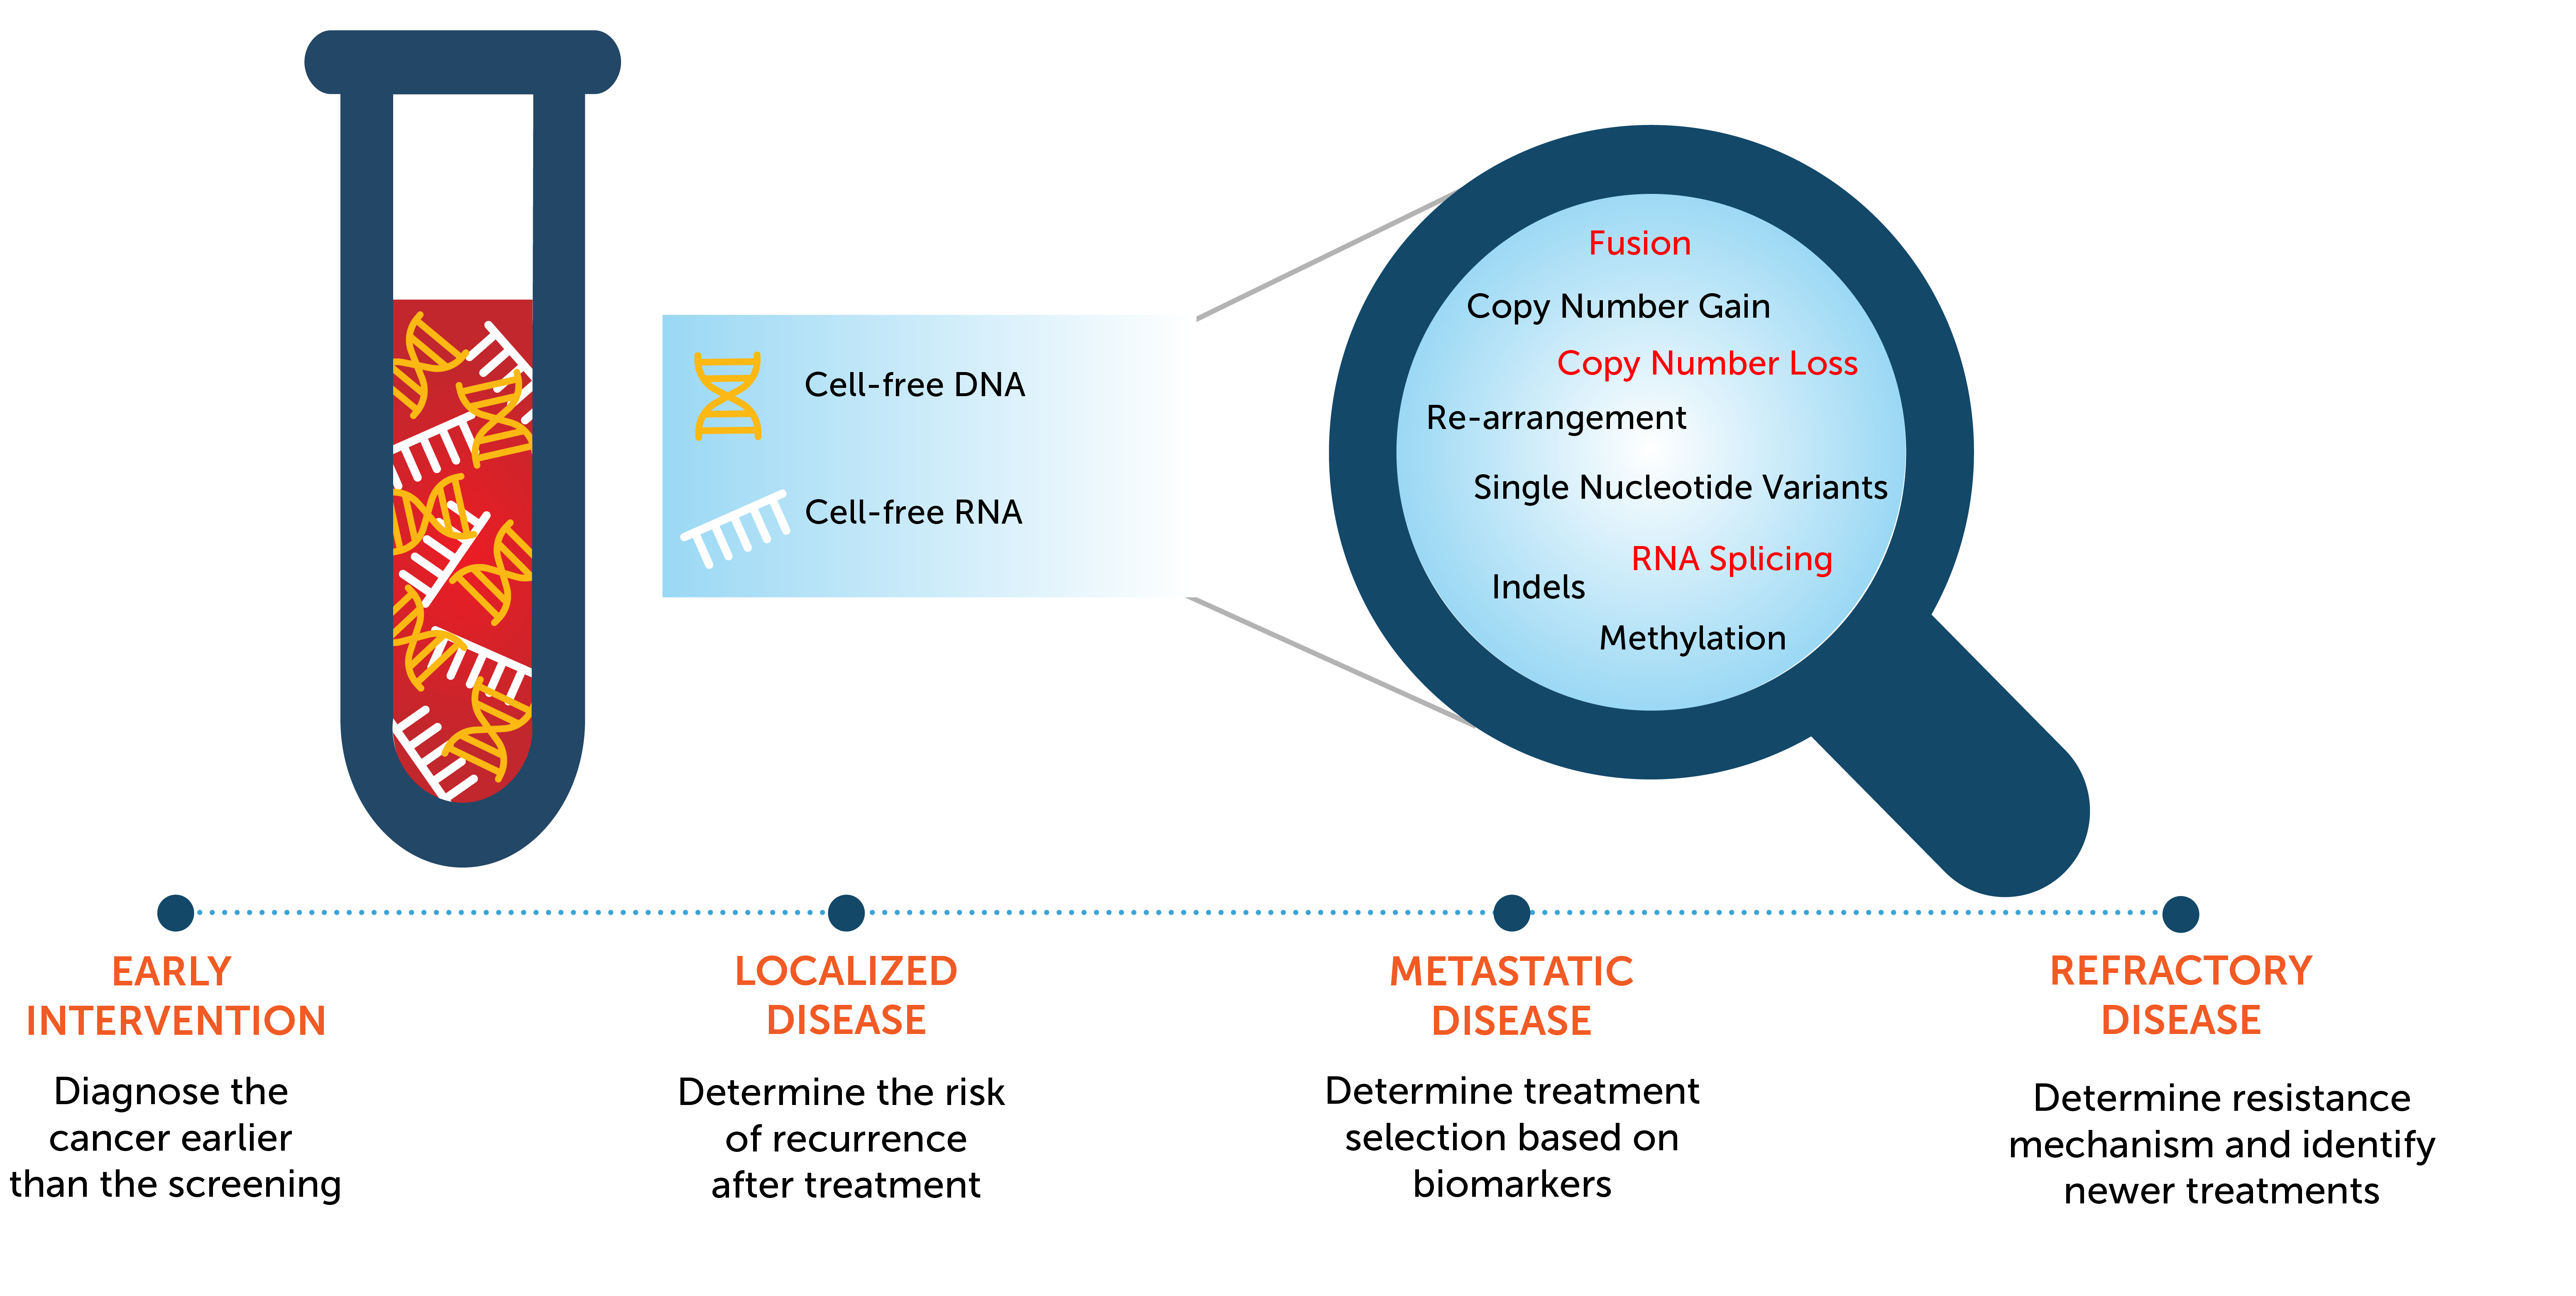 Fusion
Copy Number Gain
Copy Number Loss
Re-arrangement
Single Nucleotide Variants
RNA Splicing
Indels
Methylation
Cell-free DNA
Cell-free RNA
EARLY
INTERVENTION
Diagnose the
cancer earlier
than the screening
LOCALIZED
DISEASE
Determine the risk
of recurrence
after treatment
METASTATIC
DISEASE
Determine treatment
selection based on
biomarkers
REFRACTORY
DISEASE
Determine resistance
mechanism and identify
newer treatments